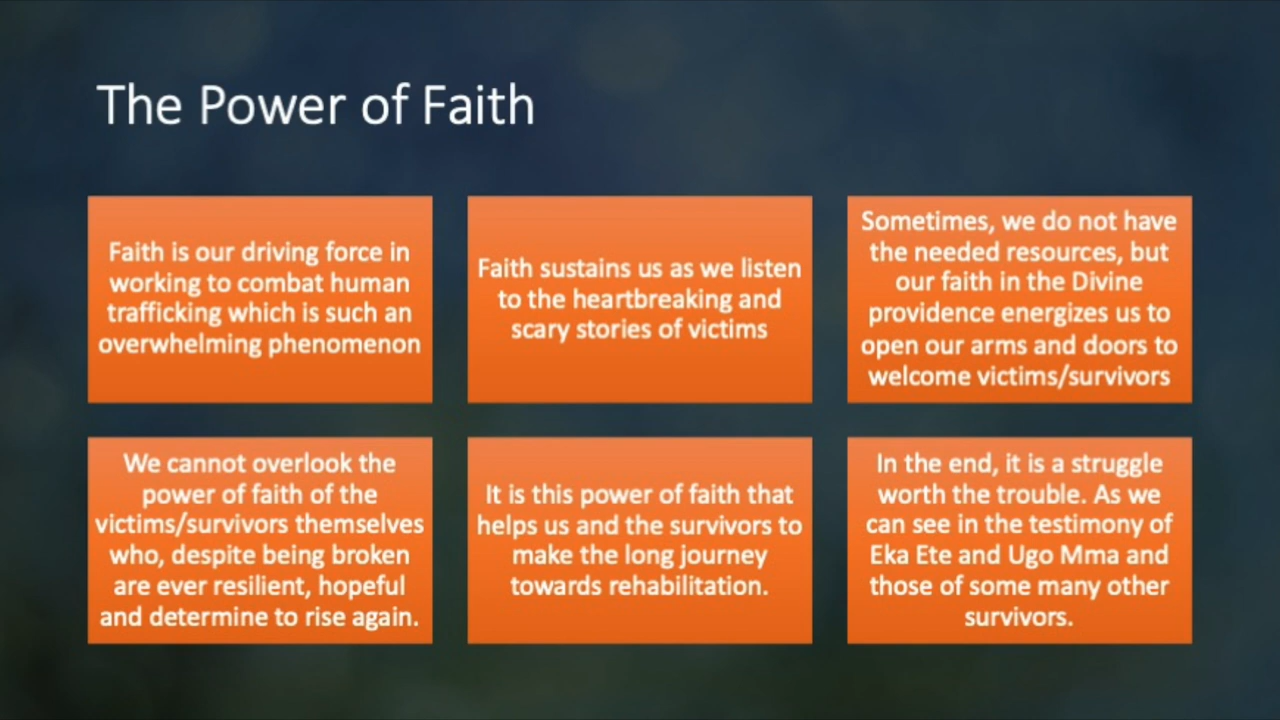 The Power of Faith
Faith is our driving force in
working to combat human
trafficking which is such an
overwhelming phenomenon
Faith sustains us as we listen
to the heartbreaking and
scary stories of victims
Sometimes, we do not have
the needed resources, but
our faith in the Divine
providence energizes us to
open our arms and doors to
welcome victims/survivors
We cannot overlook the
power of faith of the
victims/survivors themselves
who, despite being broken
are ever resilient, hopeful
and determine to rise again.
It is this power of faith that
helps us and the survivors to
make the long journey
towards rehabilitation.
In the end, it is a struggle
worth the trouble. As we
can see in the testimony of
Eka Ete and Ugo Mma and
those of some many other
survivors.